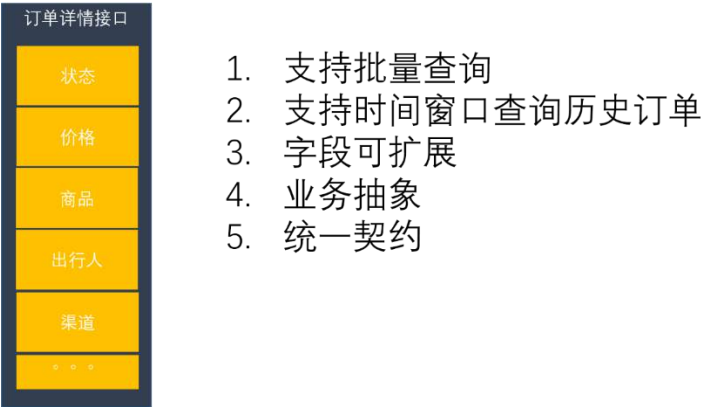 订单详情接口
状态
价格
商品
出行人
渠道
。。。
1. 支持批量查询
2. 支持时间窗口查询历史订单
3. 字段可扩展
4. 业务抽象
5. 统一契约